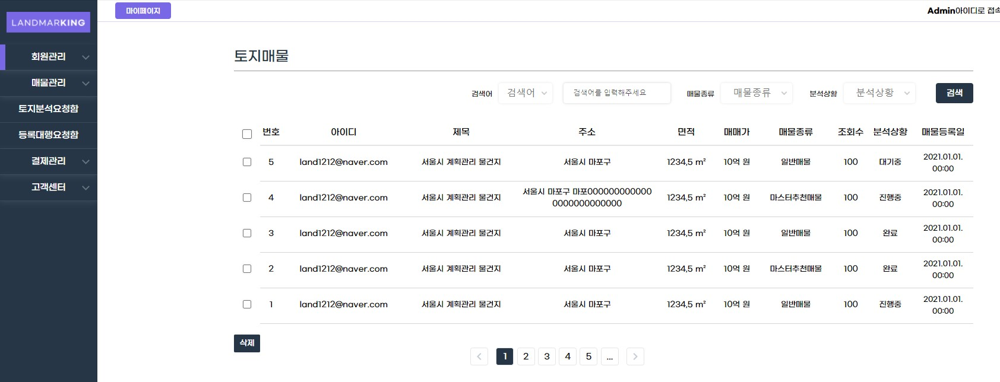 LANDMARKING
마이페이지
Admin아이디로 접속
회원관리
매물관리
토지분석요청함
등록대행요청함
결제관리
고객센터
토지매물
검색어 검색어 검색어를 입력해주세요 매물종류 매물종류 분석상황 분석상황 검색
번호 아이디 제목 주소 면적 매매가 매물종류 조회수 분석상황 매물등록일
5 land1212@naver.com 서울시 계획관리 물건지 서울시 마포구 1234,5 m² 10억 원 일반매물 100 대기중 2021.01.01.
00:00
4 land1212@naver.com 서울시 계획관리 물건지 서울시 마포구 마포000000000000 1234,5 m² 10억 원 마스터추천매물 100 진행중 2021.01.01.
0000000000000 00:00
3 land1212@naver.com 서울시 계획관리 물건지 서울시 마포구 1234,5 m² 10억 원 일반매물 100 완료 2021.01.01.
00:00
2 land1212@naver.com 서울시 계획관리 물건지 서울시 마포구 1234,5 m² 10억 원 마스터추천매물 100 완료 2021.01.01.
00:00
1 land1212@naver.com 서울시 계획관리 물건지 서울시 마포구 1234,5 m² 10억 원 일반매물 100 진행중 2021.01.01.
00:00
삭제
1 2 3 4 5 ...